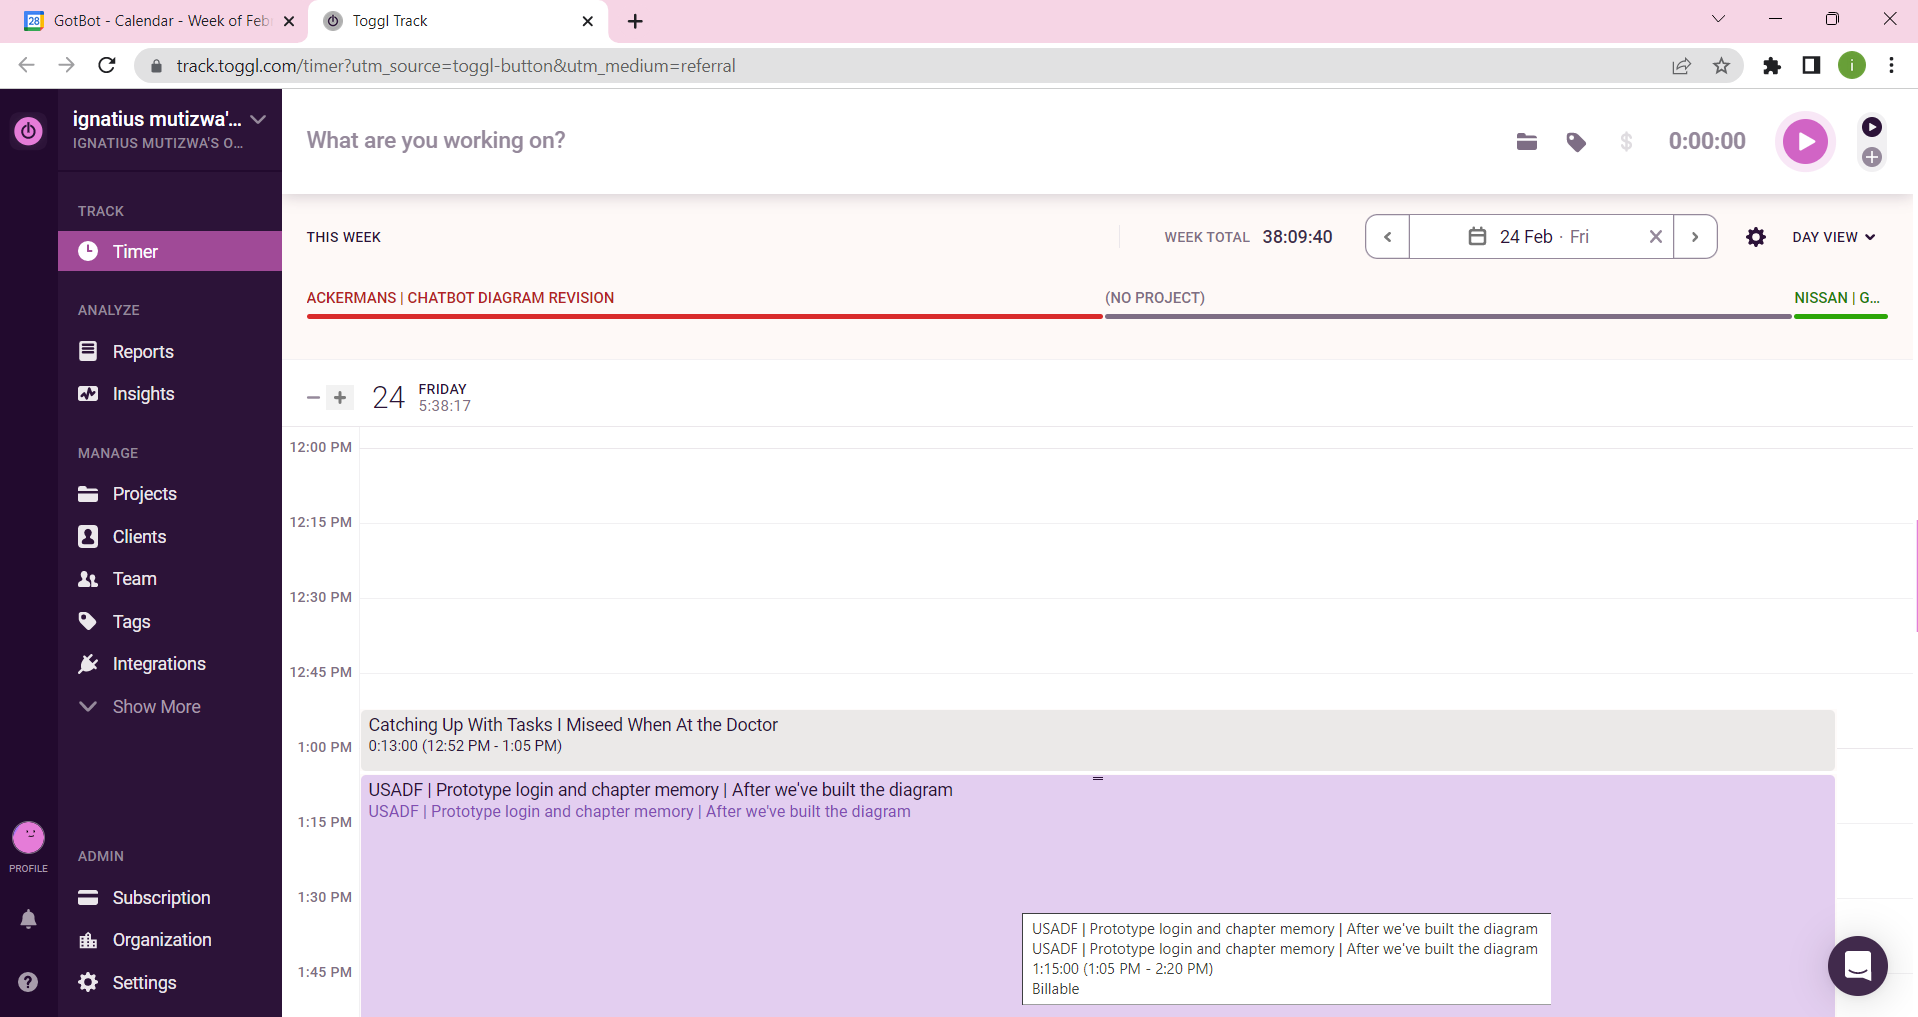 28 GotBot - Calendar - Week of Feb
Toggl Track
track.toggl.com/timer?utm_source=toggl-button&utm_medium=referral
i
ignatius mutizwa'...
IGNATIUS MUTIZWA'S O...
TRACK
Timer
ANALYZE
Reports
Insights
MANAGE
Projects
Clients
Team
Tags
Integrations
Show More
PROFILE
ADMIN
Subscription
Organization
Settings
What are you working on?
$ 0:00:00
THIS WEEK
WEEK TOTAL 38:09:40
24 Feb · Fri
DAY VIEW
ACKERMANS | CHATBOT DIAGRAM REVISION
(NO PROJECT)
NISSAN | G...
24 FRIDAY
5:38:17
12:00 PM
12:15 PM
12:30 PM
12:45 PM
Catching Up With Tasks I Miseed When At the Doctor
0:13:00 (12:52 PM - 1:05 PM)
1:00 PM
USADF | Prototype login and chapter memory | After we've built the diagram
USADF | Prototype login and chapter memory | After we've built the diagram
1:15 PM
1:30 PM
USADF | Prototype login and chapter memory | After we've built the diagram
USADF | Prototype login and chapter memory | After we've built the diagram
1:15:00 (1:05 PM - 2:20 PM)
Billable
1:45 PM